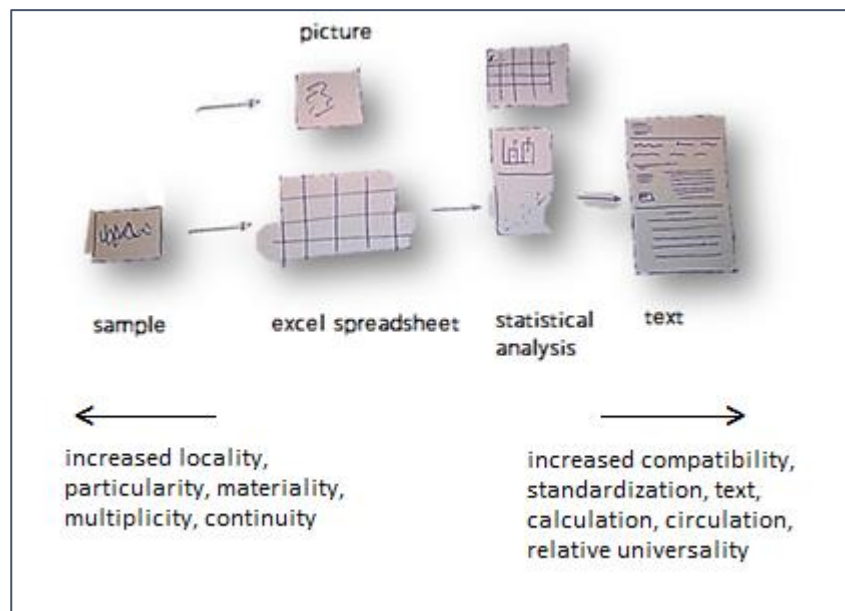 picture
sample
excel spreadsheet
statistical
analysis
text
increased locality,
particularity, materiality,
multiplicity, continuity
increased compatibility,
standardization, text,
calculation, circulation,
relative universality